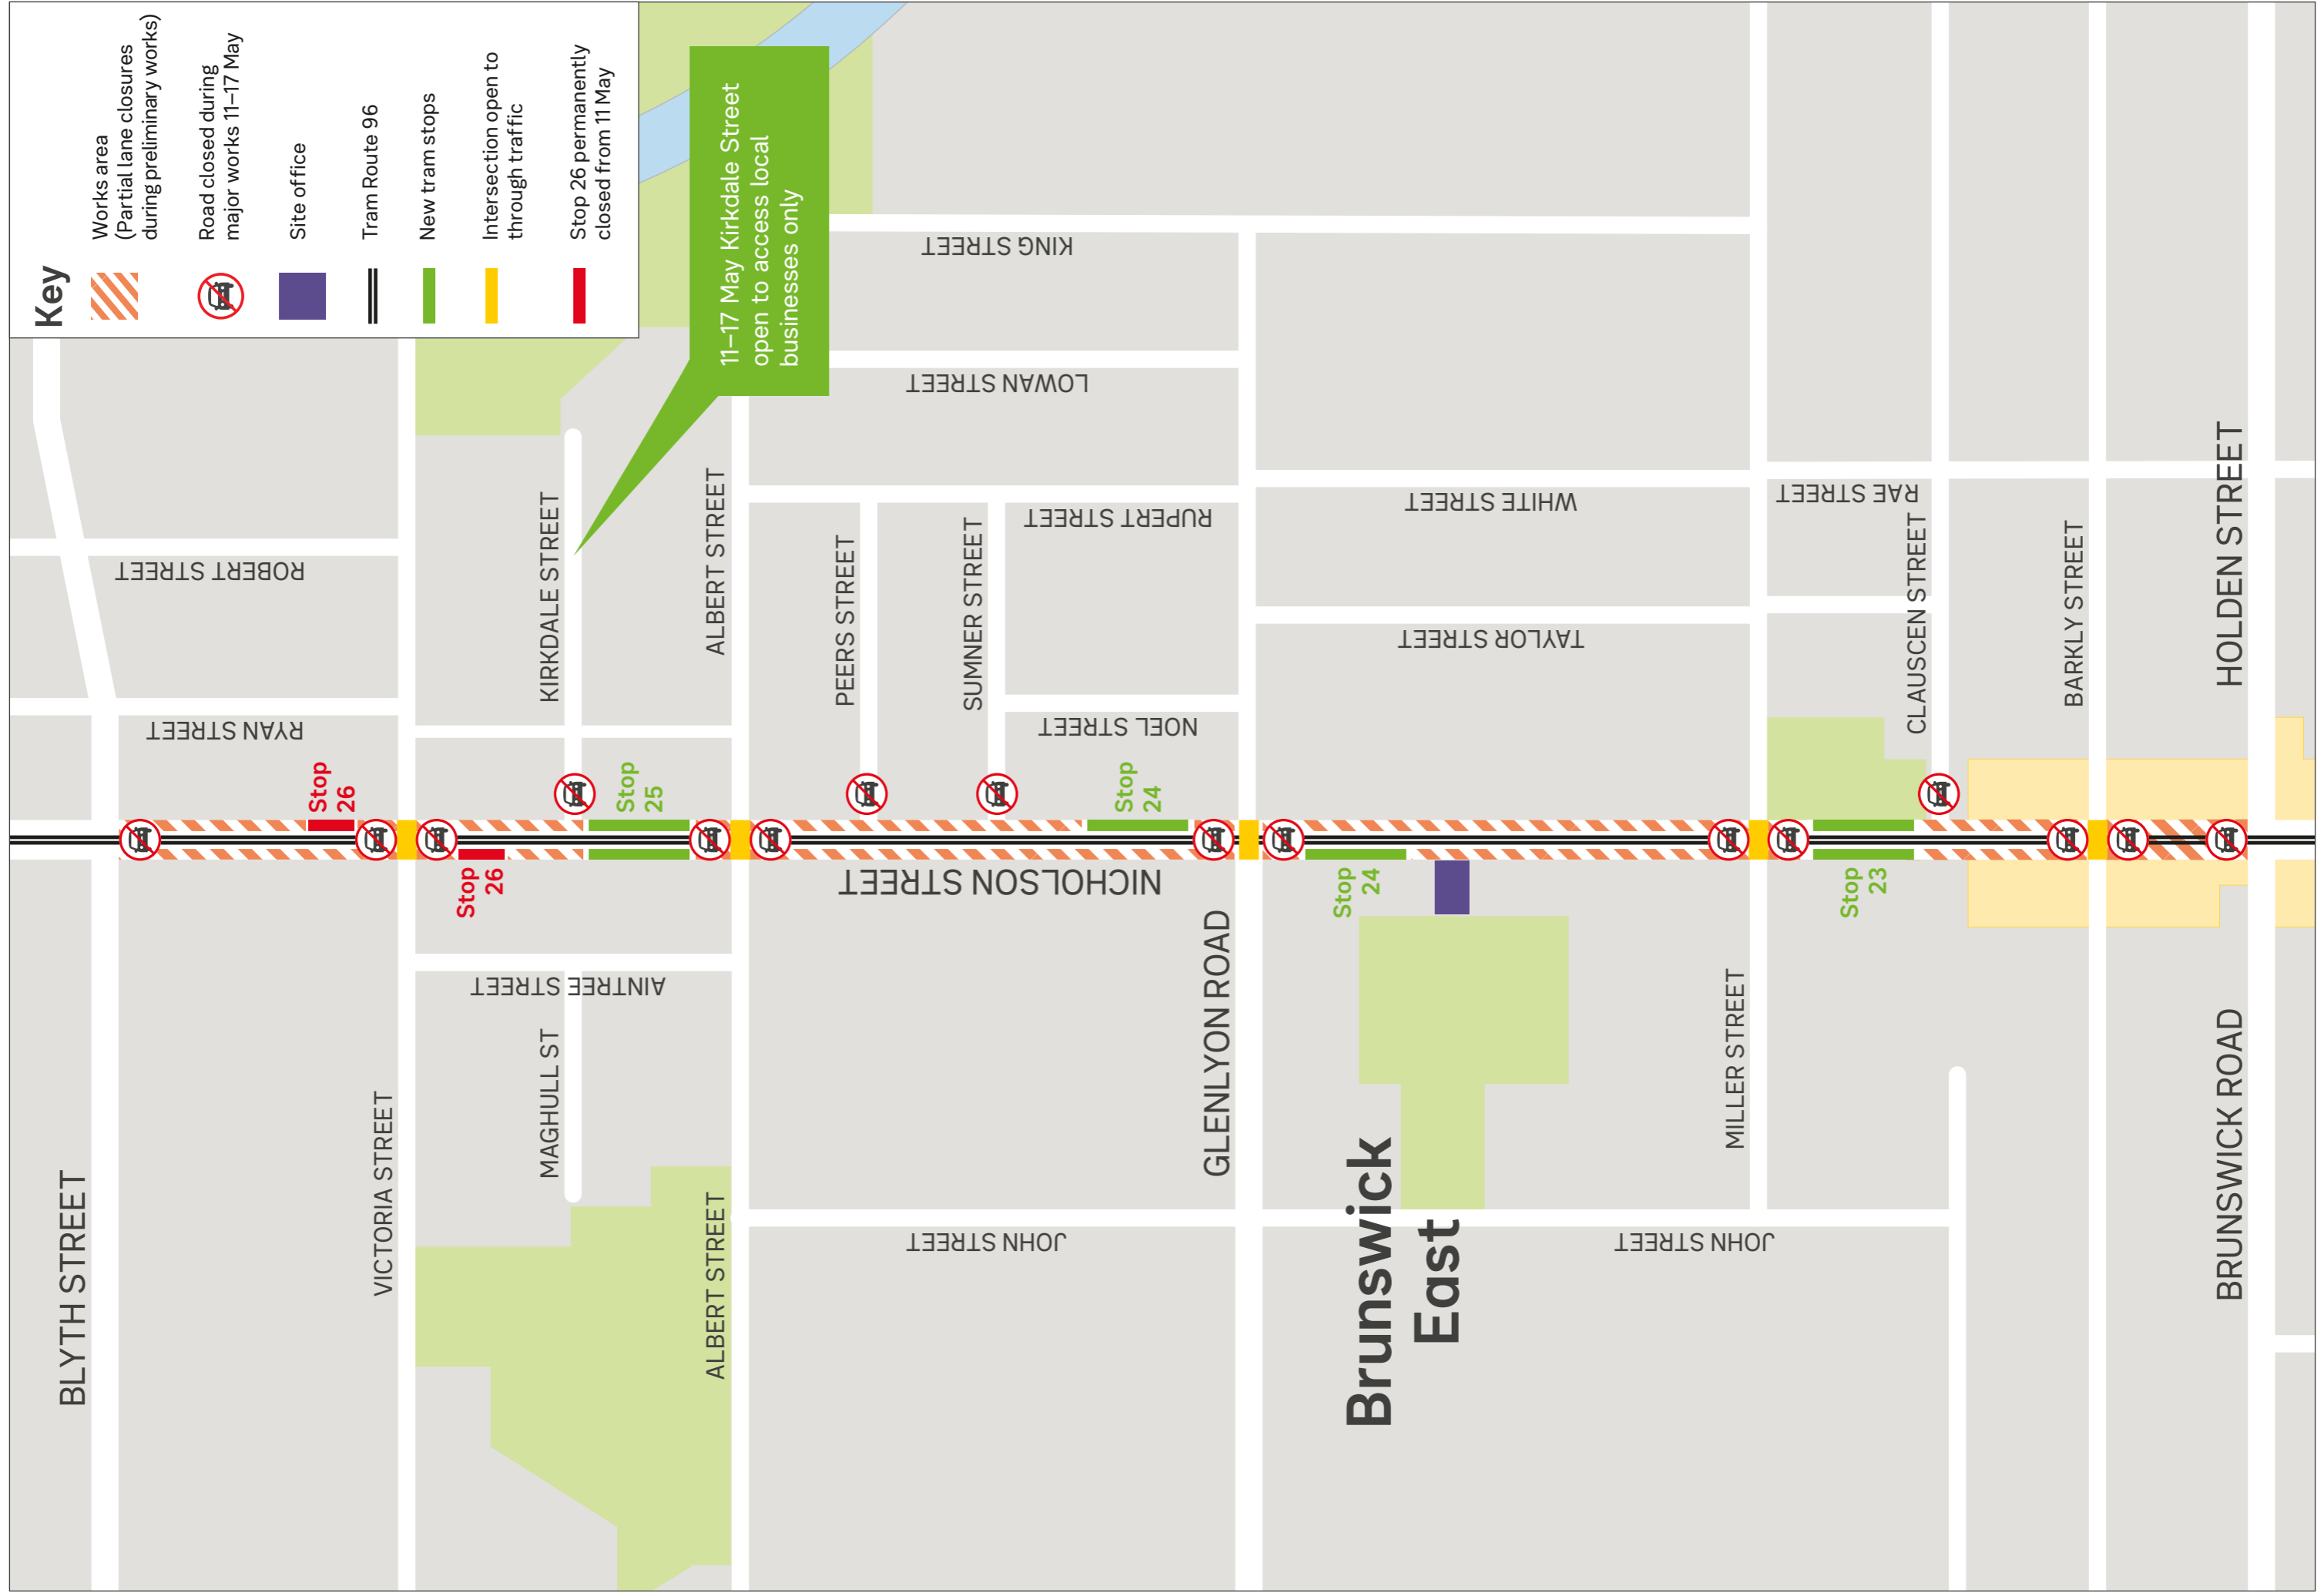 Key
Works area
(Partial lane closures
during preliminary works)
Road closed during
major works 11–17 May
Site office
Tram Route 96
New tram stops
Intersection open to
through traffic
Stop 26 permanently
closed from 11 May
11–17 May Kirkdale Street
open to access local
businesses only
BLYTH STREET
ROBERT STREET
RYAN STREET
Stop
26
VICTORIA STREET
Stop
26
KIRKDALE STREET
Stop
25
AINTREE STREET
MAGHULL ST
ALBERT STREET
ALBERT STREET
KING STREET
LOWAN STREET
PEERS STREET
SUMNER STREET
RUPERT STREET
NOEL STREET
Stop
24
NICHOLSON STREET
JOHN STREET
GLENLYON ROAD
Stop
24
WHITE STREET
TAYLOR STREET
Brunswick
East
JOHN STREET
MILLER STREET
RAE STREET
Stop
23
CLAUSCEN STREET
BARKLY STREET
HOLDEN STREET
BRUNSWICK ROAD